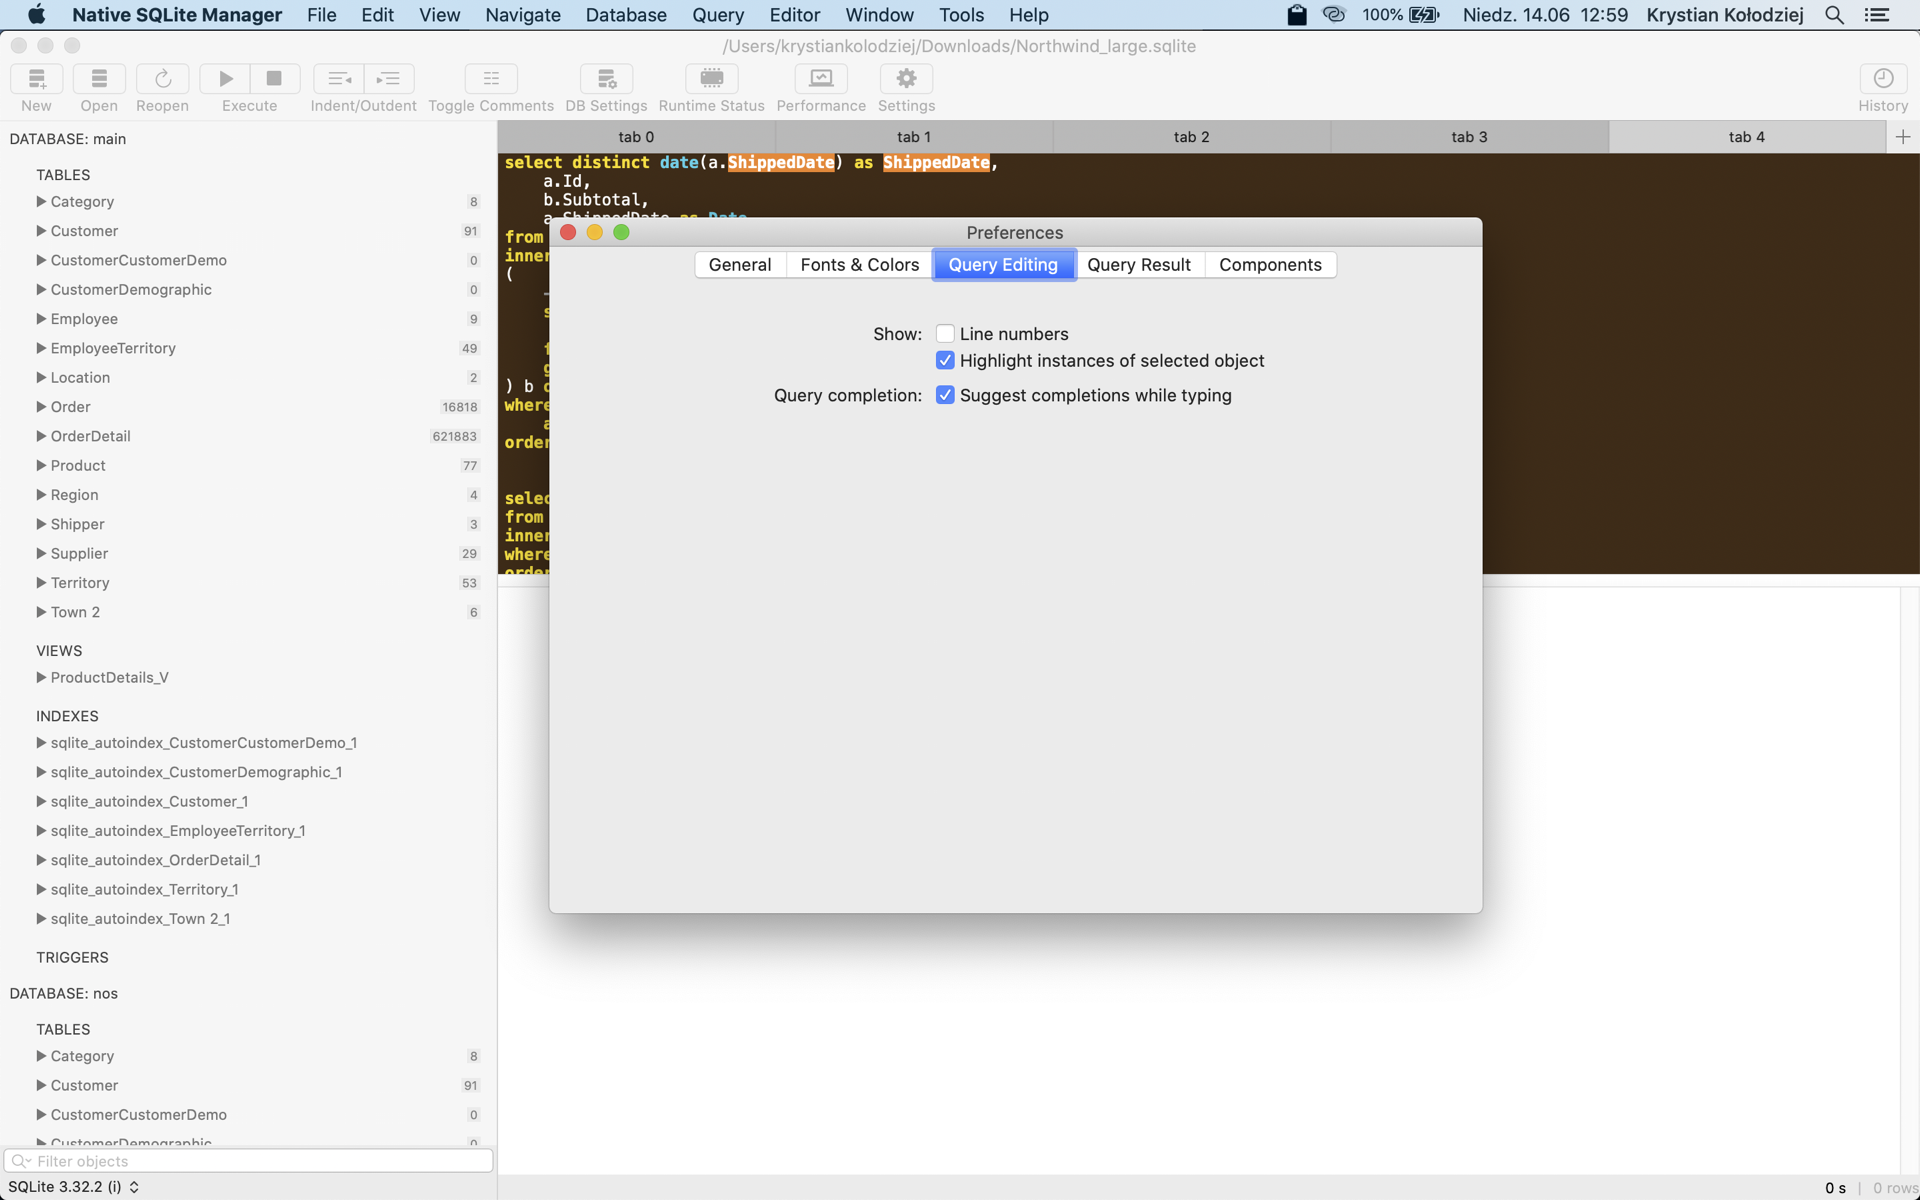 Native SQLite Manager File Edit View Navigate Database Query Editor Window Tools Help 100% Niedz. 14.06 12:59 Krystian Kołodziej
/Users/krystiankolodziej/Downloads/Northwind_large.sqlite
New Open Reopen Execute Indent/Outdent Toggle Comments DB Settings Runtime Status Performance Settings History
DATABASE: main
TABLES
Category 8
Customer 91
CustomerCustomerDemo 0
CustomerDemographic 0
Employee 9
EmployeeTerritory 49
Location 2
Order 16818
OrderDetail 621883
Product 77
Region 4
Shipper 3
Supplier 29
Territory 53
Town 2 6
VIEWS
ProductDetails_V
INDEXES
sqlite_autoindex_CustomerCustomerDemo_1
sqlite_autoindex_CustomerDemographic_1
sqlite_autoindex_Customer_1
sqlite_autoindex_EmployeeTerritory_1
sqlite_autoindex_OrderDetail_1
sqlite_autoindex_Territory_1
sqlite_autoindex_Town 2_1
TRIGGERS
DATABASE: nos
TABLES
Category 8
Customer 91
CustomerCustomerDemo 0
CustomerDemographic 0
Filter objects
SQLite 3.32.2 (i)
tab 0 tab 1 tab 2 tab 3 tab 4
select distinct date(a.ShippedDate) as ShippedDate,
a.Id,
b.Subtotal,
a.ShippedDate as Date
from
inner
(
) b
where
order
select
from
inner
where
order
Preferences
General Fonts & Colors Query Editing Query Result Components
Show: Line numbers
Highlight instances of selected object
Query completion: Suggest completions while typing
0 s | 0 rows